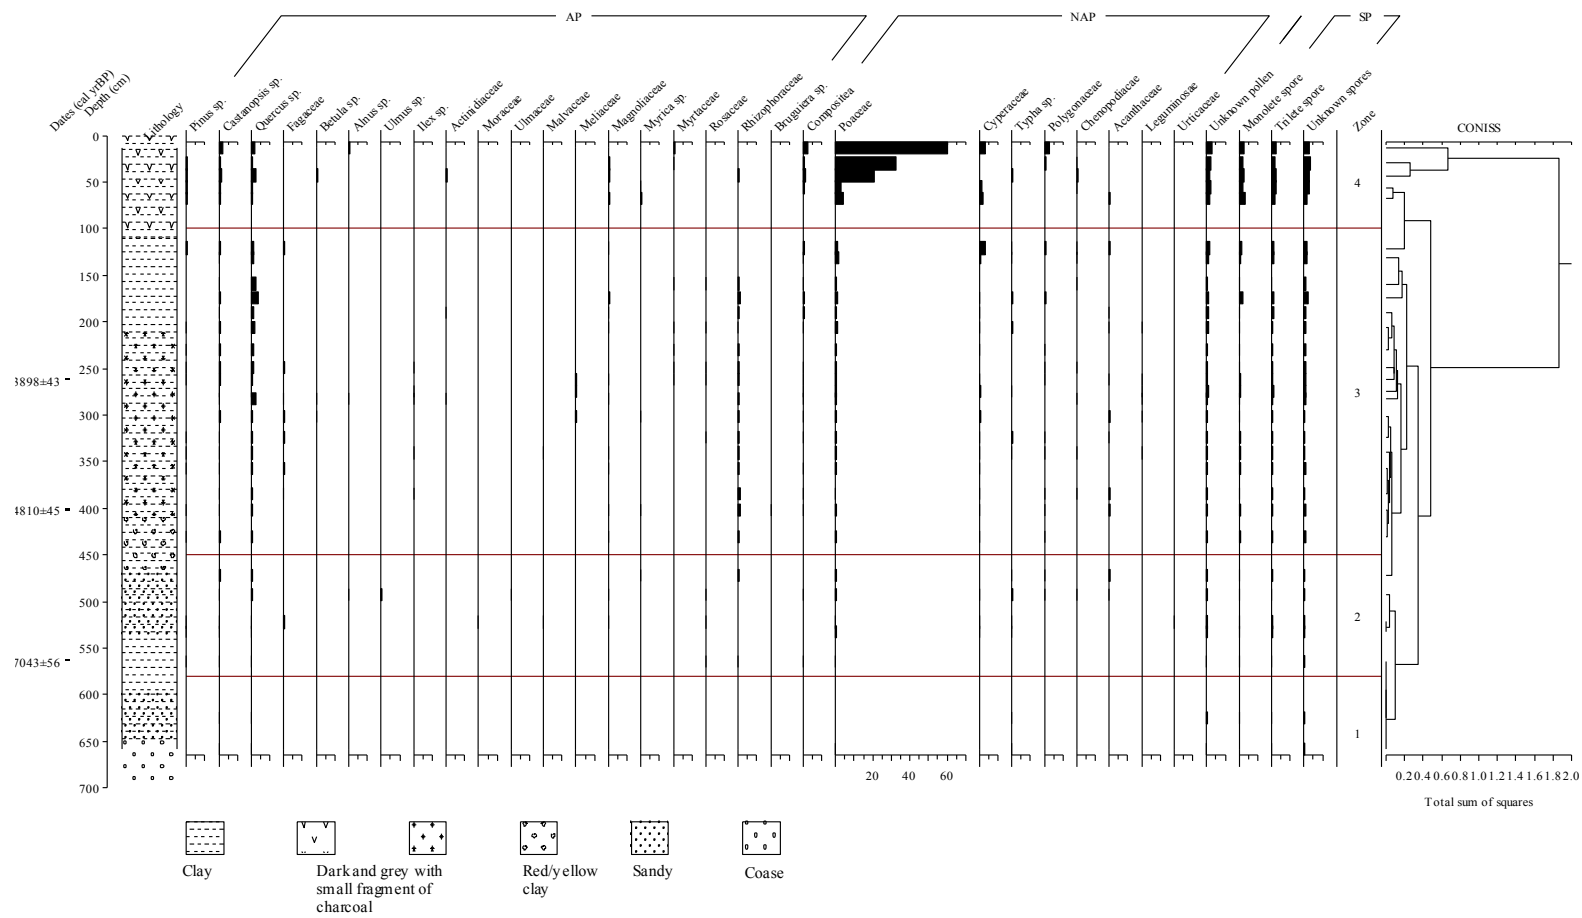 AP
NAP
SP
Dates (cal yrBP)
Depth (cm)
Lithology
Pinus sp.
Castanopsis sp.
Quercus sp.
Fagaceae
Betula sp.
Alnus sp.
Ulmus sp.
Ilex sp.
Actinidiaceae
Moraceae
Ulmaceae
Malvaceae
Meliaceae
Magnoliaceae
Myrica sp.
Myrtaceae
Rosaceae
Rhizophoraceae
Bruguiera sp.
Compositea
Poaceae
Cyperaceae
Typha sp.
Polygonaceae
Chenopodiaceae
Acanthaceae
Leguminosae
Urticaceae
Unknown pollen
Monolete spore
Trilete spore
Unknown spores
Zone
CONISS
0
50
100
150
200
250
300
350
400
450
500
550
600
650
700
3898±43
4810±45
7043±56
4
3
2
1
20 40 60
0.2 0.4 0.6 0.8 1.0 1.2 1.4 1.6 1.8 2.0
Total sum of squares
Clay
Dark and grey with
small fragment of
charcoal
Red/yellow
clay
Sandy
Coase